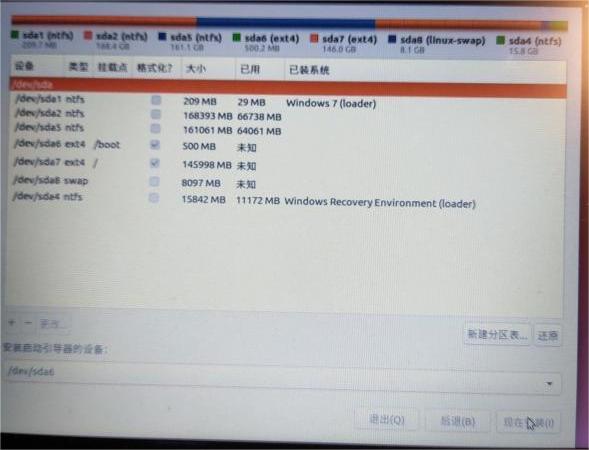 sda1 (ntfs) sda2 (ntfs) sda5 (ntfs) sda6 (ext4) sda7 (ext4) sda8 (linux-swap) sda4 (ntfs)
209.7 MB 168.4 GB 161.1 GB 500.2 MB 146.0 GB 8.1 GB 15.8 GB
设备 类型 挂载点 格式化? 大小 已用 已装系统
/dev/sda
/dev/sda1 ntfs 209 MB 29 MB Windows 7 (loader)
/dev/sda2 ntfs 168393 MB 66738 MB
/dev/sda5 ntfs 161061 MB 64061 MB
/dev/sda6 ext4 /boot 500 MB 未知
/dev/sda7 ext4 / 145998 MB 未知
/dev/sda8 swap 8097 MB 未知
/dev/sda4 ntfs 15842 MB 11172 MB Windows Recovery Environment (loader)
+ - 更改...
新建分区表... 还原
安装启动引导器的设备:
/dev/sda6
退出(Q) 后退(B) 现在安装(I)